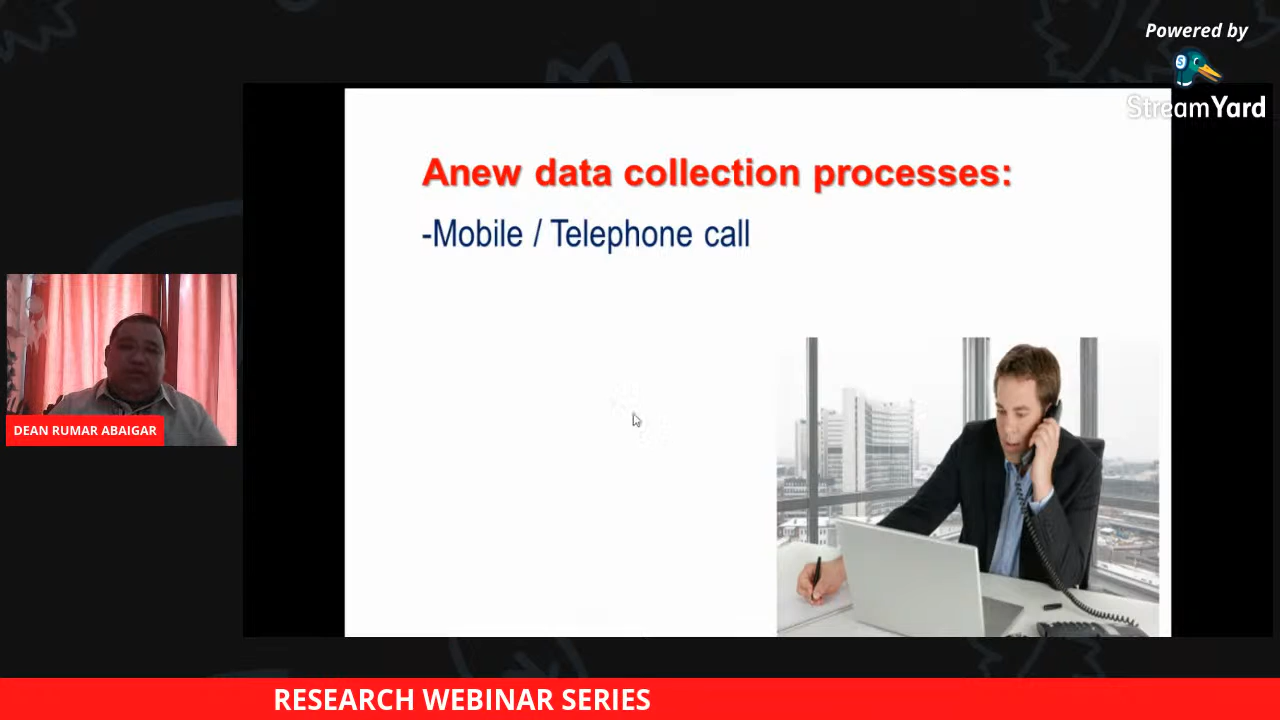 Powered by
StreamYard
Anew data collection processes:
-Mobile / Telephone call
DEAN RUMAR ABAIGAR
RESEARCH WEBINAR SERIES